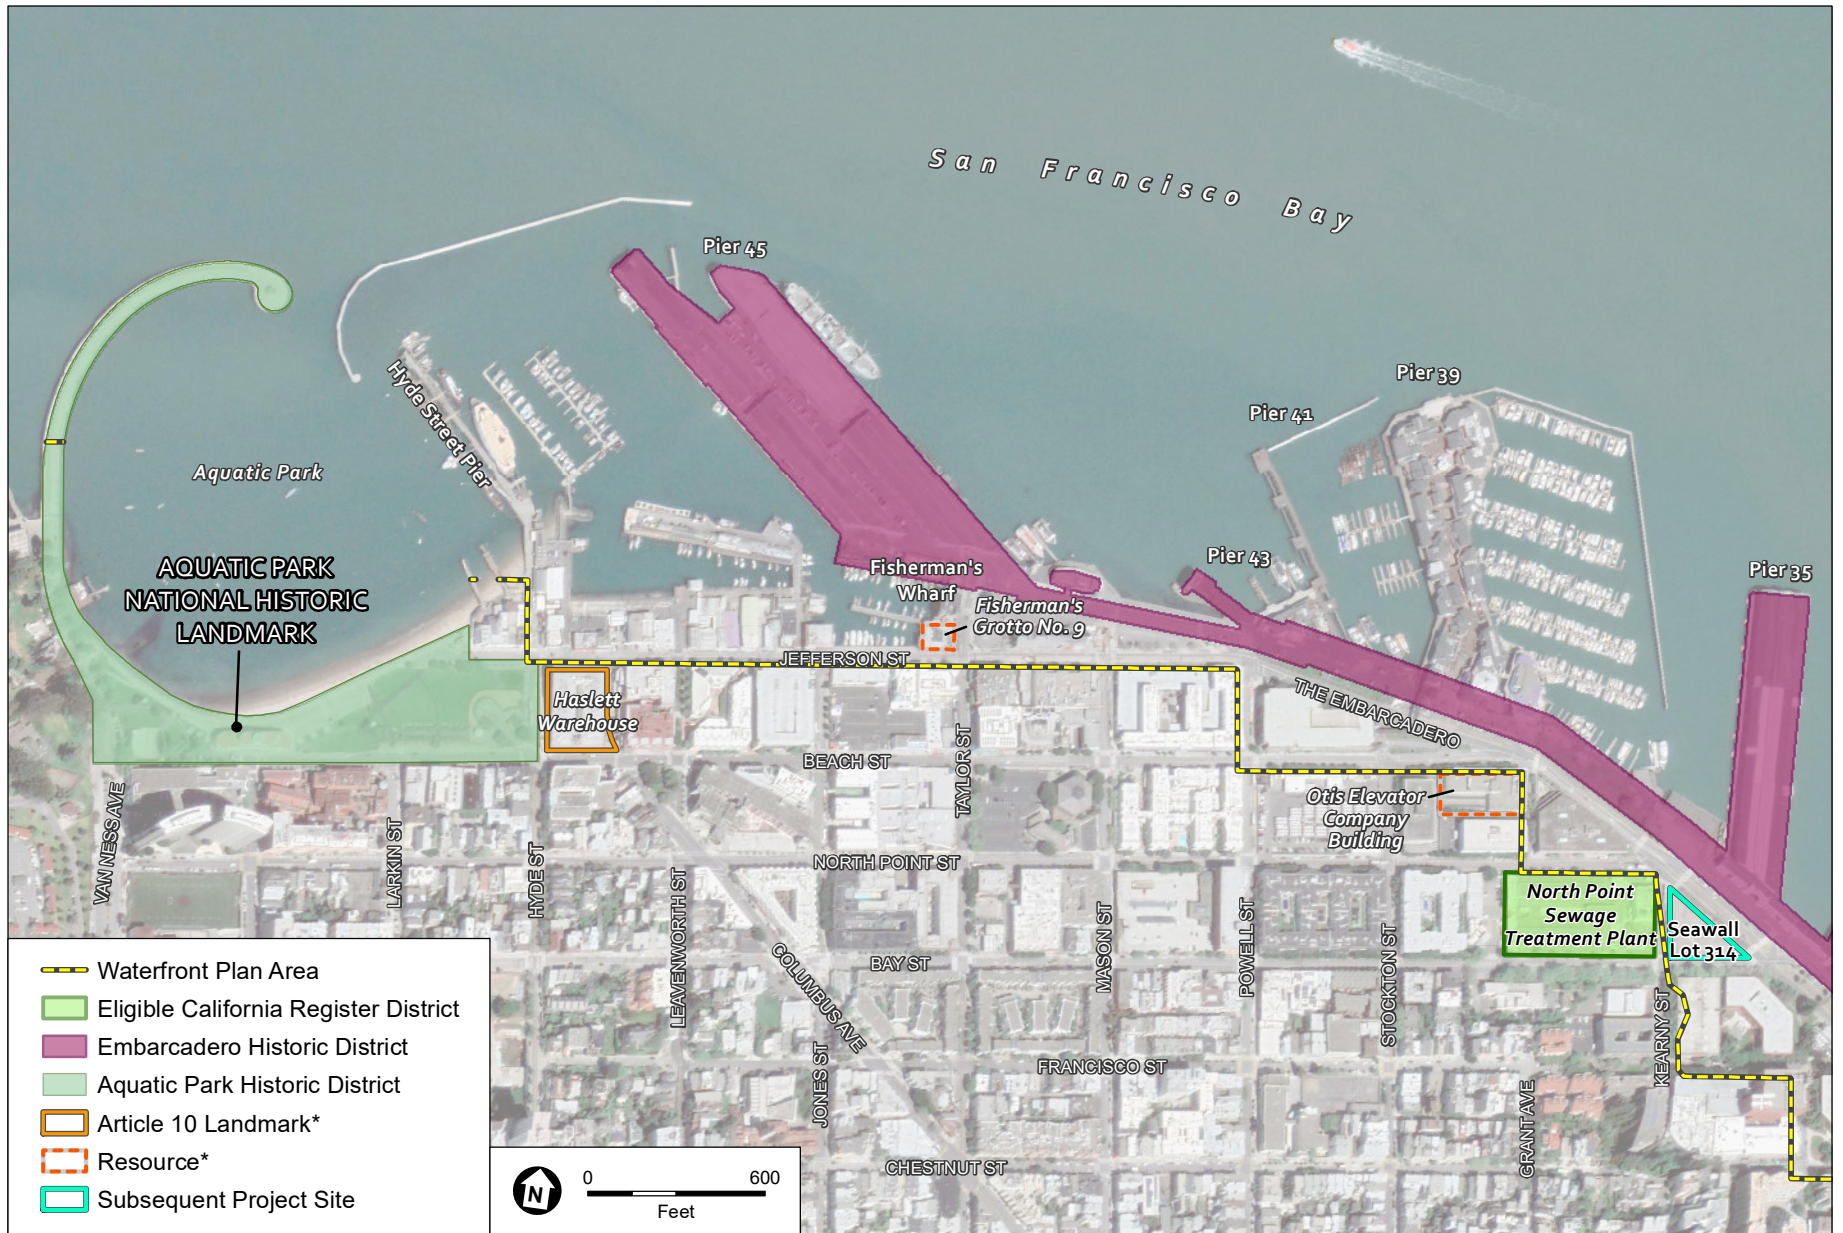 San Francisco Bay
Pier 45
Pier 39
Pier 41
Hyde Street Pier
Aquatic Park
Pier 43
Pier 35
AQUATIC PARK
NATIONAL HISTORIC
LANDMARK
Fisherman's
Wharf
Fisherman's
Grotto No. 9
JEFFERSON ST
Haslett
Warehouse
THE EMBARCADERO
BEACH ST
TAYLOR ST
Otis Elevator
Company
Building
VAN NESS AVE
LARKIN ST
HYDE ST
NORTH POINT ST
LEAVENWORTH ST
North Point
Sewage
Treatment Plant
Seawall
Lot 314
COLUMBUS AVE
BAY ST
MASON ST
POWELL ST
STOCKTON ST
KEARNY ST
JONES ST
FRANCISCO ST
GRANT AVE
CHESTNUT ST
Waterfront Plan Area
Eligible California Register District
Embarcadero Historic District
Aquatic Park Historic District
Article 10 Landmark*
Resource*
Subsequent Project Site
N
0 600
Feet